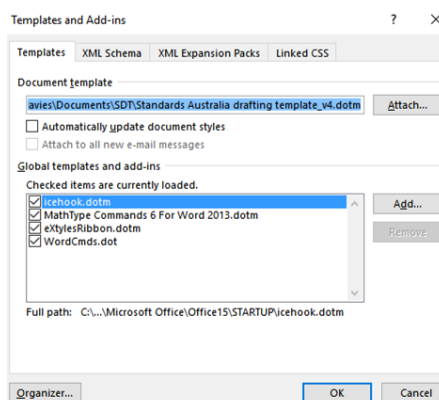 Templates and Add-ins ?
Templates XML Schema XML Expansion Packs Linked CSS
Document template
avies\Documents\SDT\Standards Australia drafting template_v4.dotm Attach...
Automatically update document styles
Attach to all new e-mail messages
Global templates and add-ins
Checked items are currently loaded.
icehook.dotm Add...
MathType Commands 6 For Word 2013.dotm
eXtylesRibbon.dotm Remove
WordCmds.dot
Full path: C:\...\Microsoft Office\Office15\STARTUP\icehook.dotm
Organizer... OK Cancel